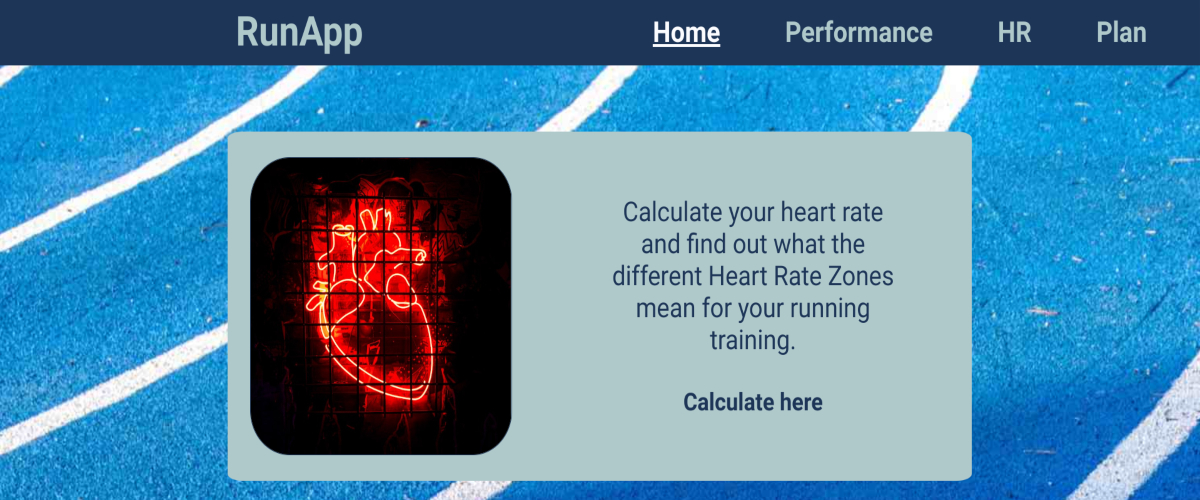 RunApp
Home Performance HR Plan
Calculate your heart rate
and find out what the
different Heart Rate Zones
mean for your running
training.
Calculate here